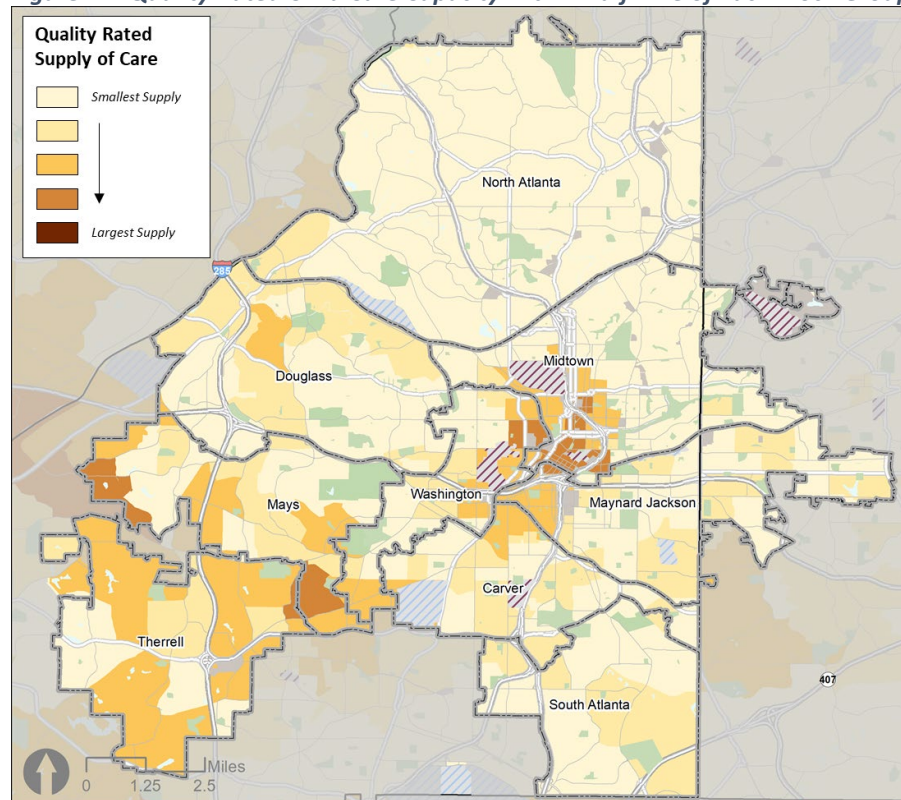 Quality Rated
Supply of Care
Smallest Supply
Largest Supply
North Atlanta
285
Midtown
Douglass
Mays
Washington
Maynard Jackson
Carver
Therrell
407
South Atlanta
Miles
0 1.25 2.5